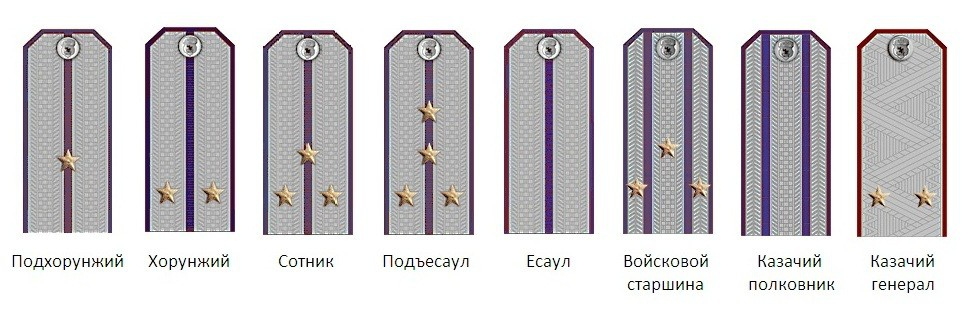 Подхорунжий Хорунжий Сотник Подъесаул Есаул Войсковой Казачий Казачий
старшина полковник генерал